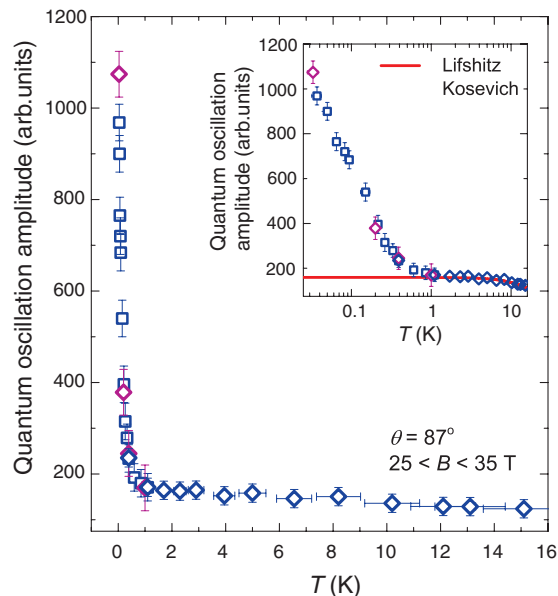 Quantum oscillation amplitude (arb.units)
1000
800
600
400
200
0 2 4 6 8 10 12 14 16
T (K)
θ = 87°
25 < B < 35 T
Quantum oscillation
amplitude (arb.units)
1200
1000
800
600
400
200
0.1 1 10
T (K)
Lifshitz
Kosevich